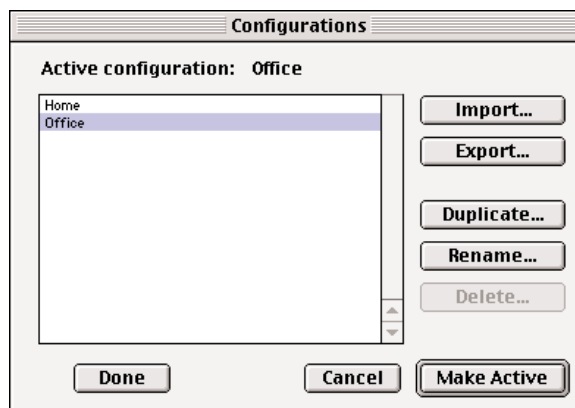 Configurations
Active configuration: Office
Home
Office
Import...
Export...
Duplicate...
Rename...
Delete...
Done
Cancel
Make Active